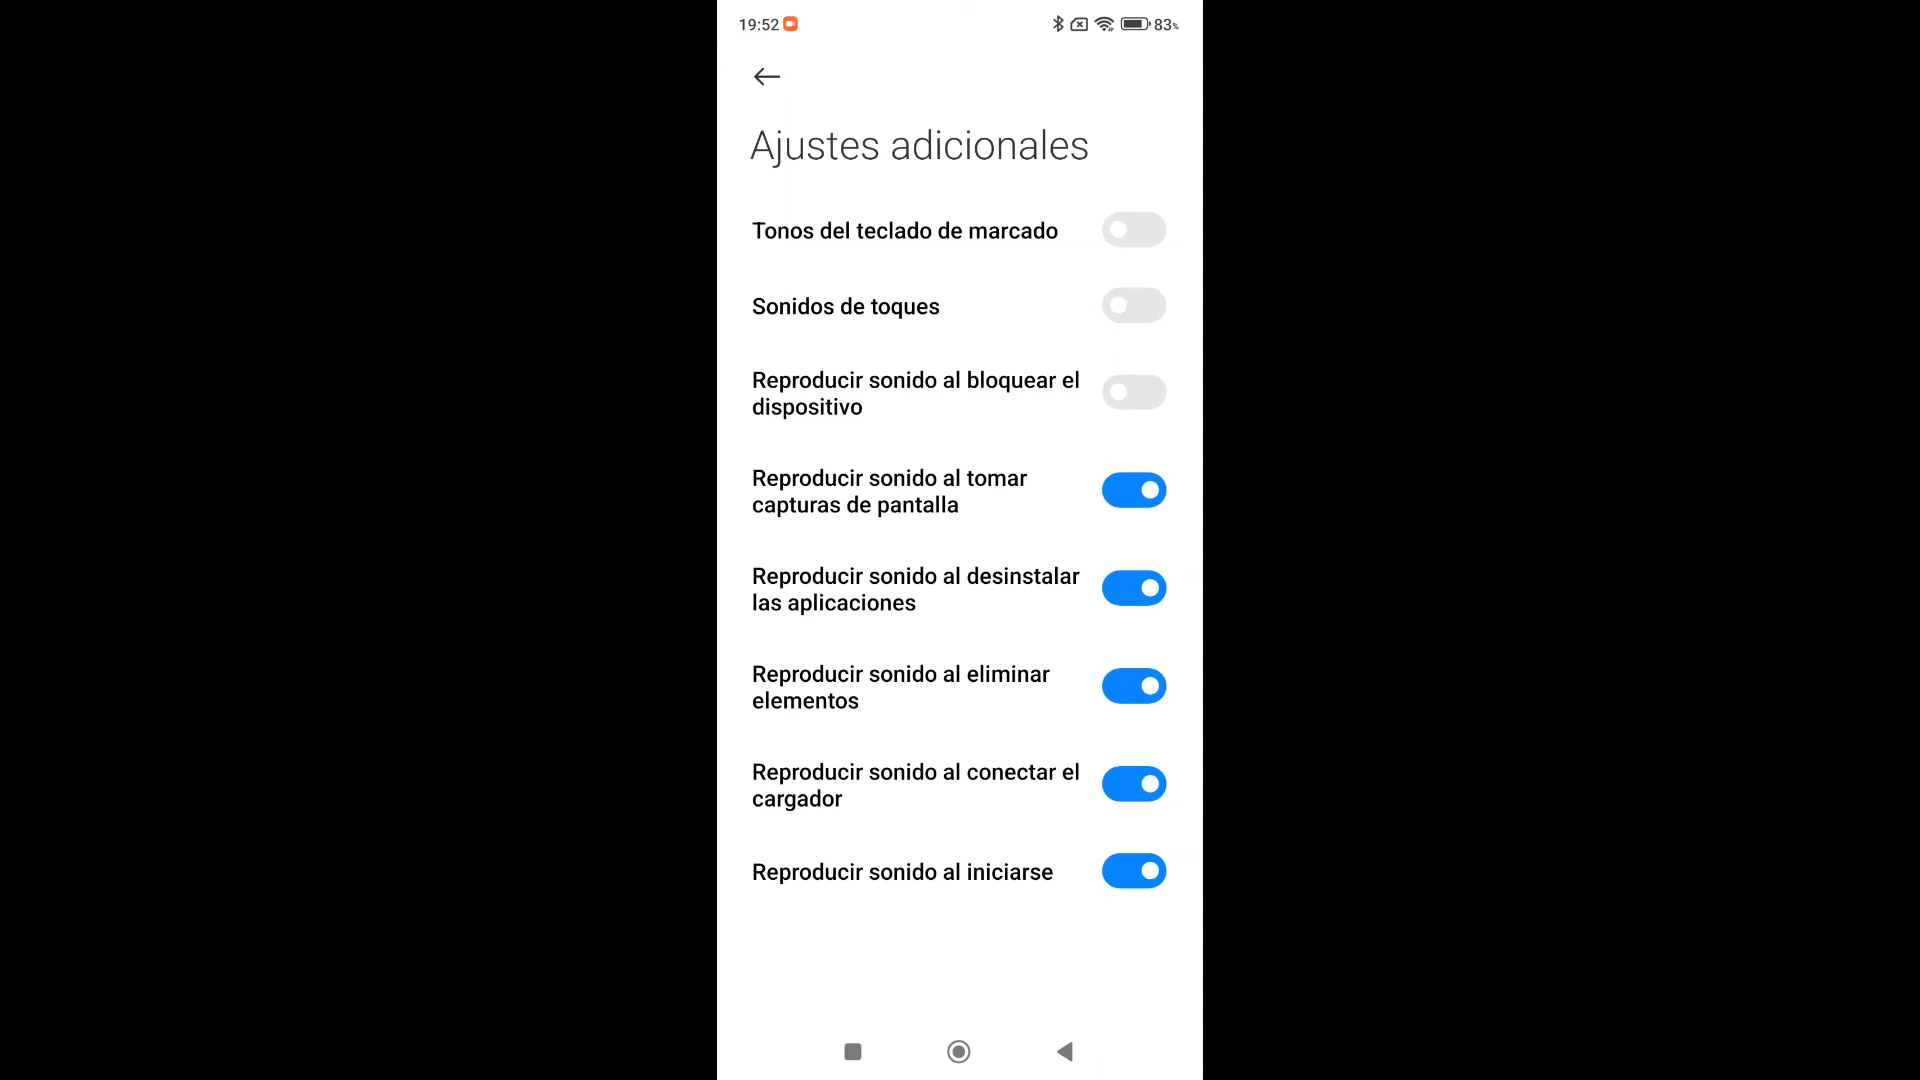 19:52 83%
Ajustes adicionales
Tonos del teclado de marcado
Sonidos de toques
Reproducir sonido al bloquear el
dispositivo
Reproducir sonido al tomar
capturas de pantalla
Reproducir sonido al desinstalar
las aplicaciones
Reproducir sonido al eliminar
elementos
Reproducir sonido al conectar el
cargador
Reproducir sonido al iniciarse